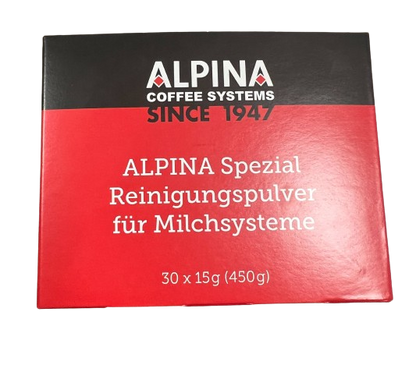 ALPINA
COFFEE SYSTEMS
SINCE 1947
ALPINA Spezial
Reinigungspulver
für Milchsysteme
30 x 15g (450g)